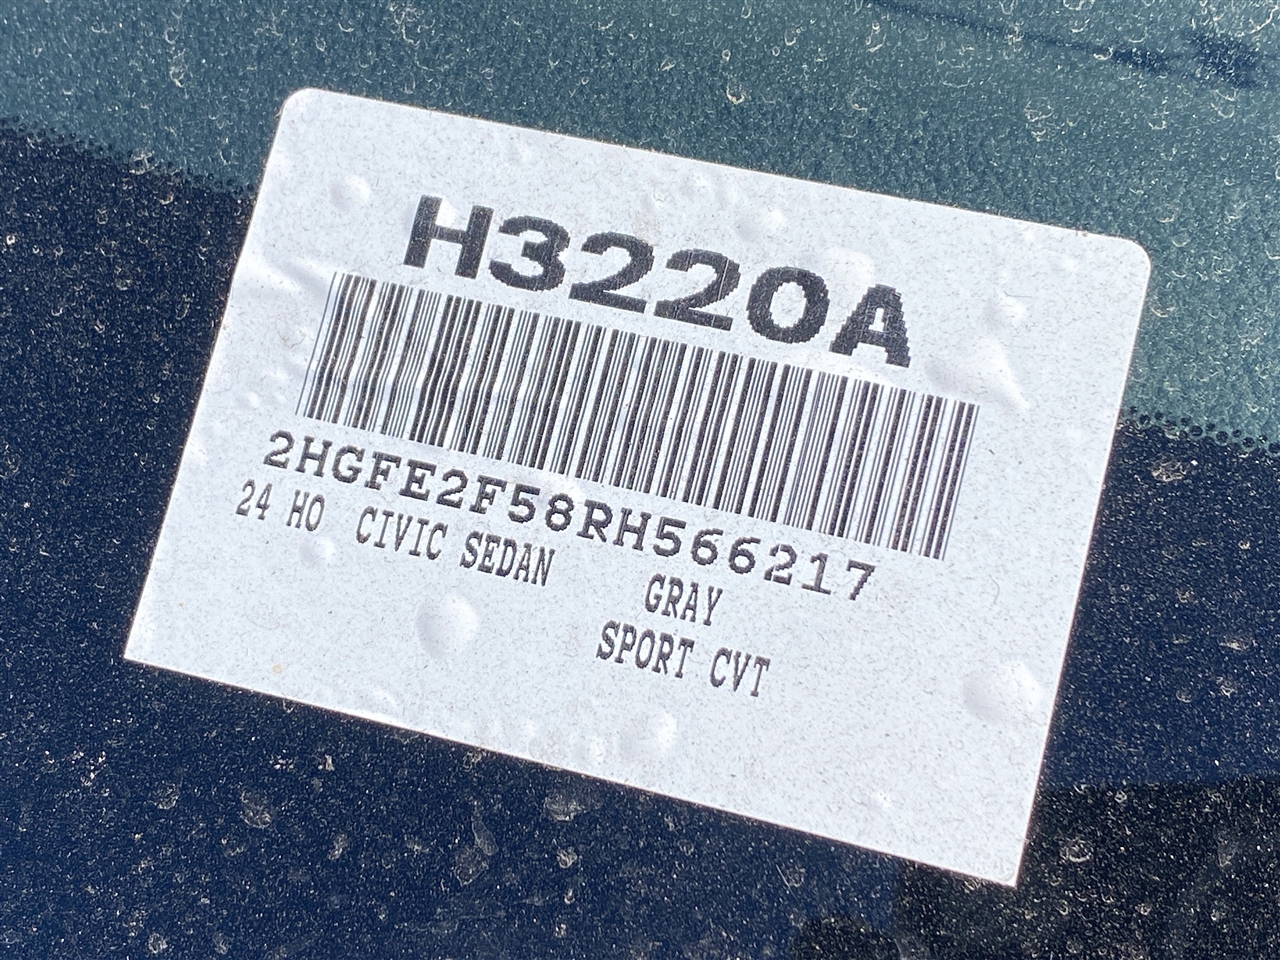 H3220A
2HGFE2F58RH566217
24 HO CIVIC SEDAN
GRAY
SPORT CVT